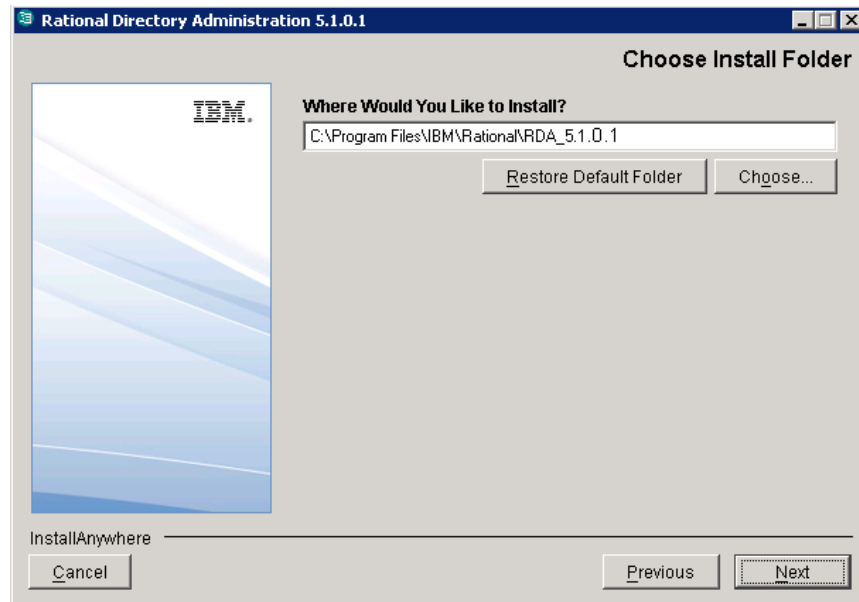 Rational Directory Administration 5.1.0.1
Choose Install Folder
IBM.
Where Would You Like to Install?
C:\Program Files\IBM\Rational\RDA_5.1.0.1
Restore Default Folder
Choose...
InstallAnywhere
Cancel
Previous
Next